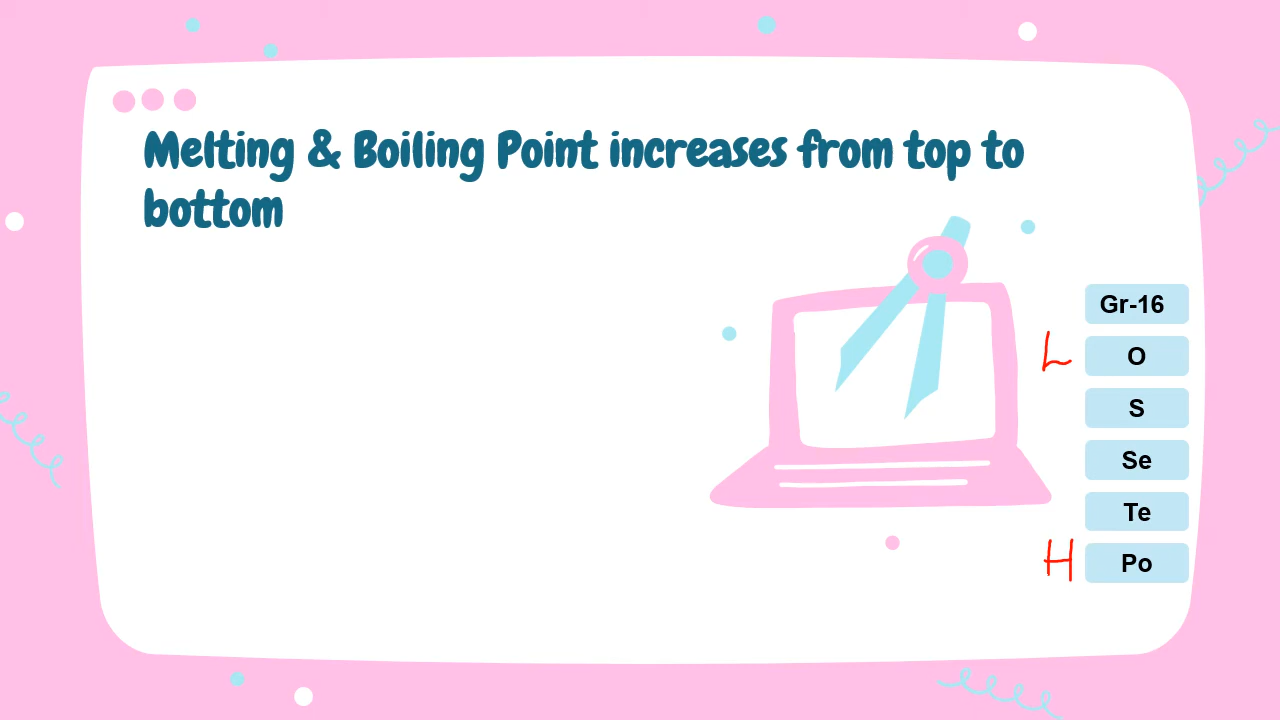 Melting & Boiling Point increases from top to
bottom
Gr-16
L O
S
Se
Te
H Po